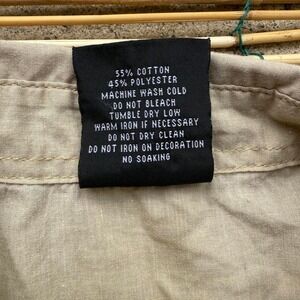 55% COTTON
45% POLYESTER
MACHINE WASH COLD
DO NOT BLEACH
TUMBLE DRY LOW
WARM IRON IF NECESSARY
DO NOT DRY CLEAN
DO NOT IRON ON DECORATION
NO SOAKING